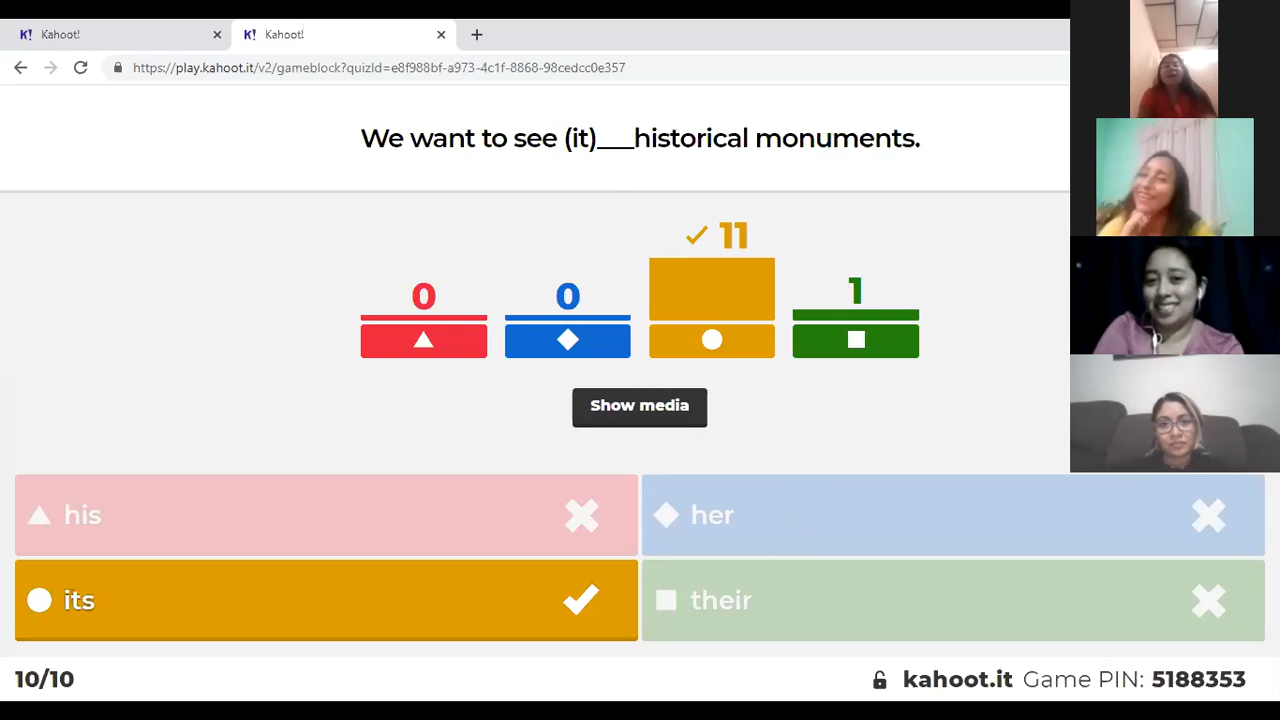 K! Kahoot!
K! Kahoot!
https://play.kahoot.it/v2/gameblock?quizId=e8f988bf-a973-4c1f-8868-98cedcc0e357
We want to see (it)___historical monuments.
0
0
11
1
Show media
his
her
its
their
10/10
kahoot.it Game PIN: 5188353